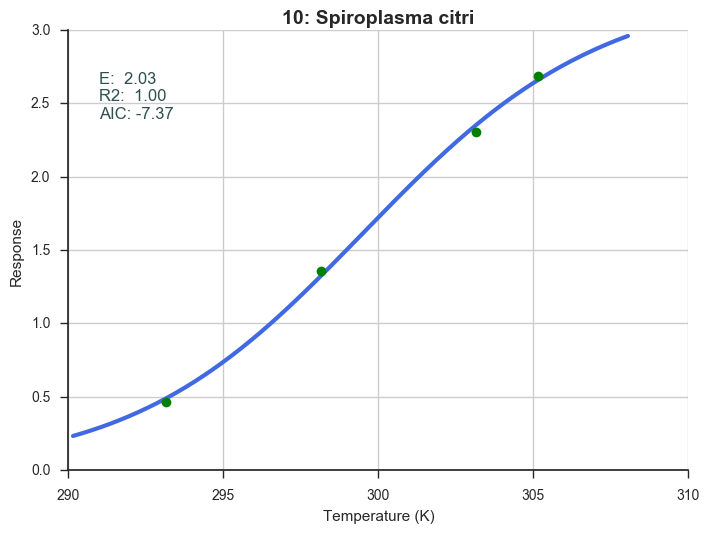 10: Spiroplasma citri
E:  2.03
R2:  1.00
AIC: -7.37
3.0
2.5
2.0
1.5
1.0
0.5
0.0
Response
290
295
300
305
310
Temperature (K)